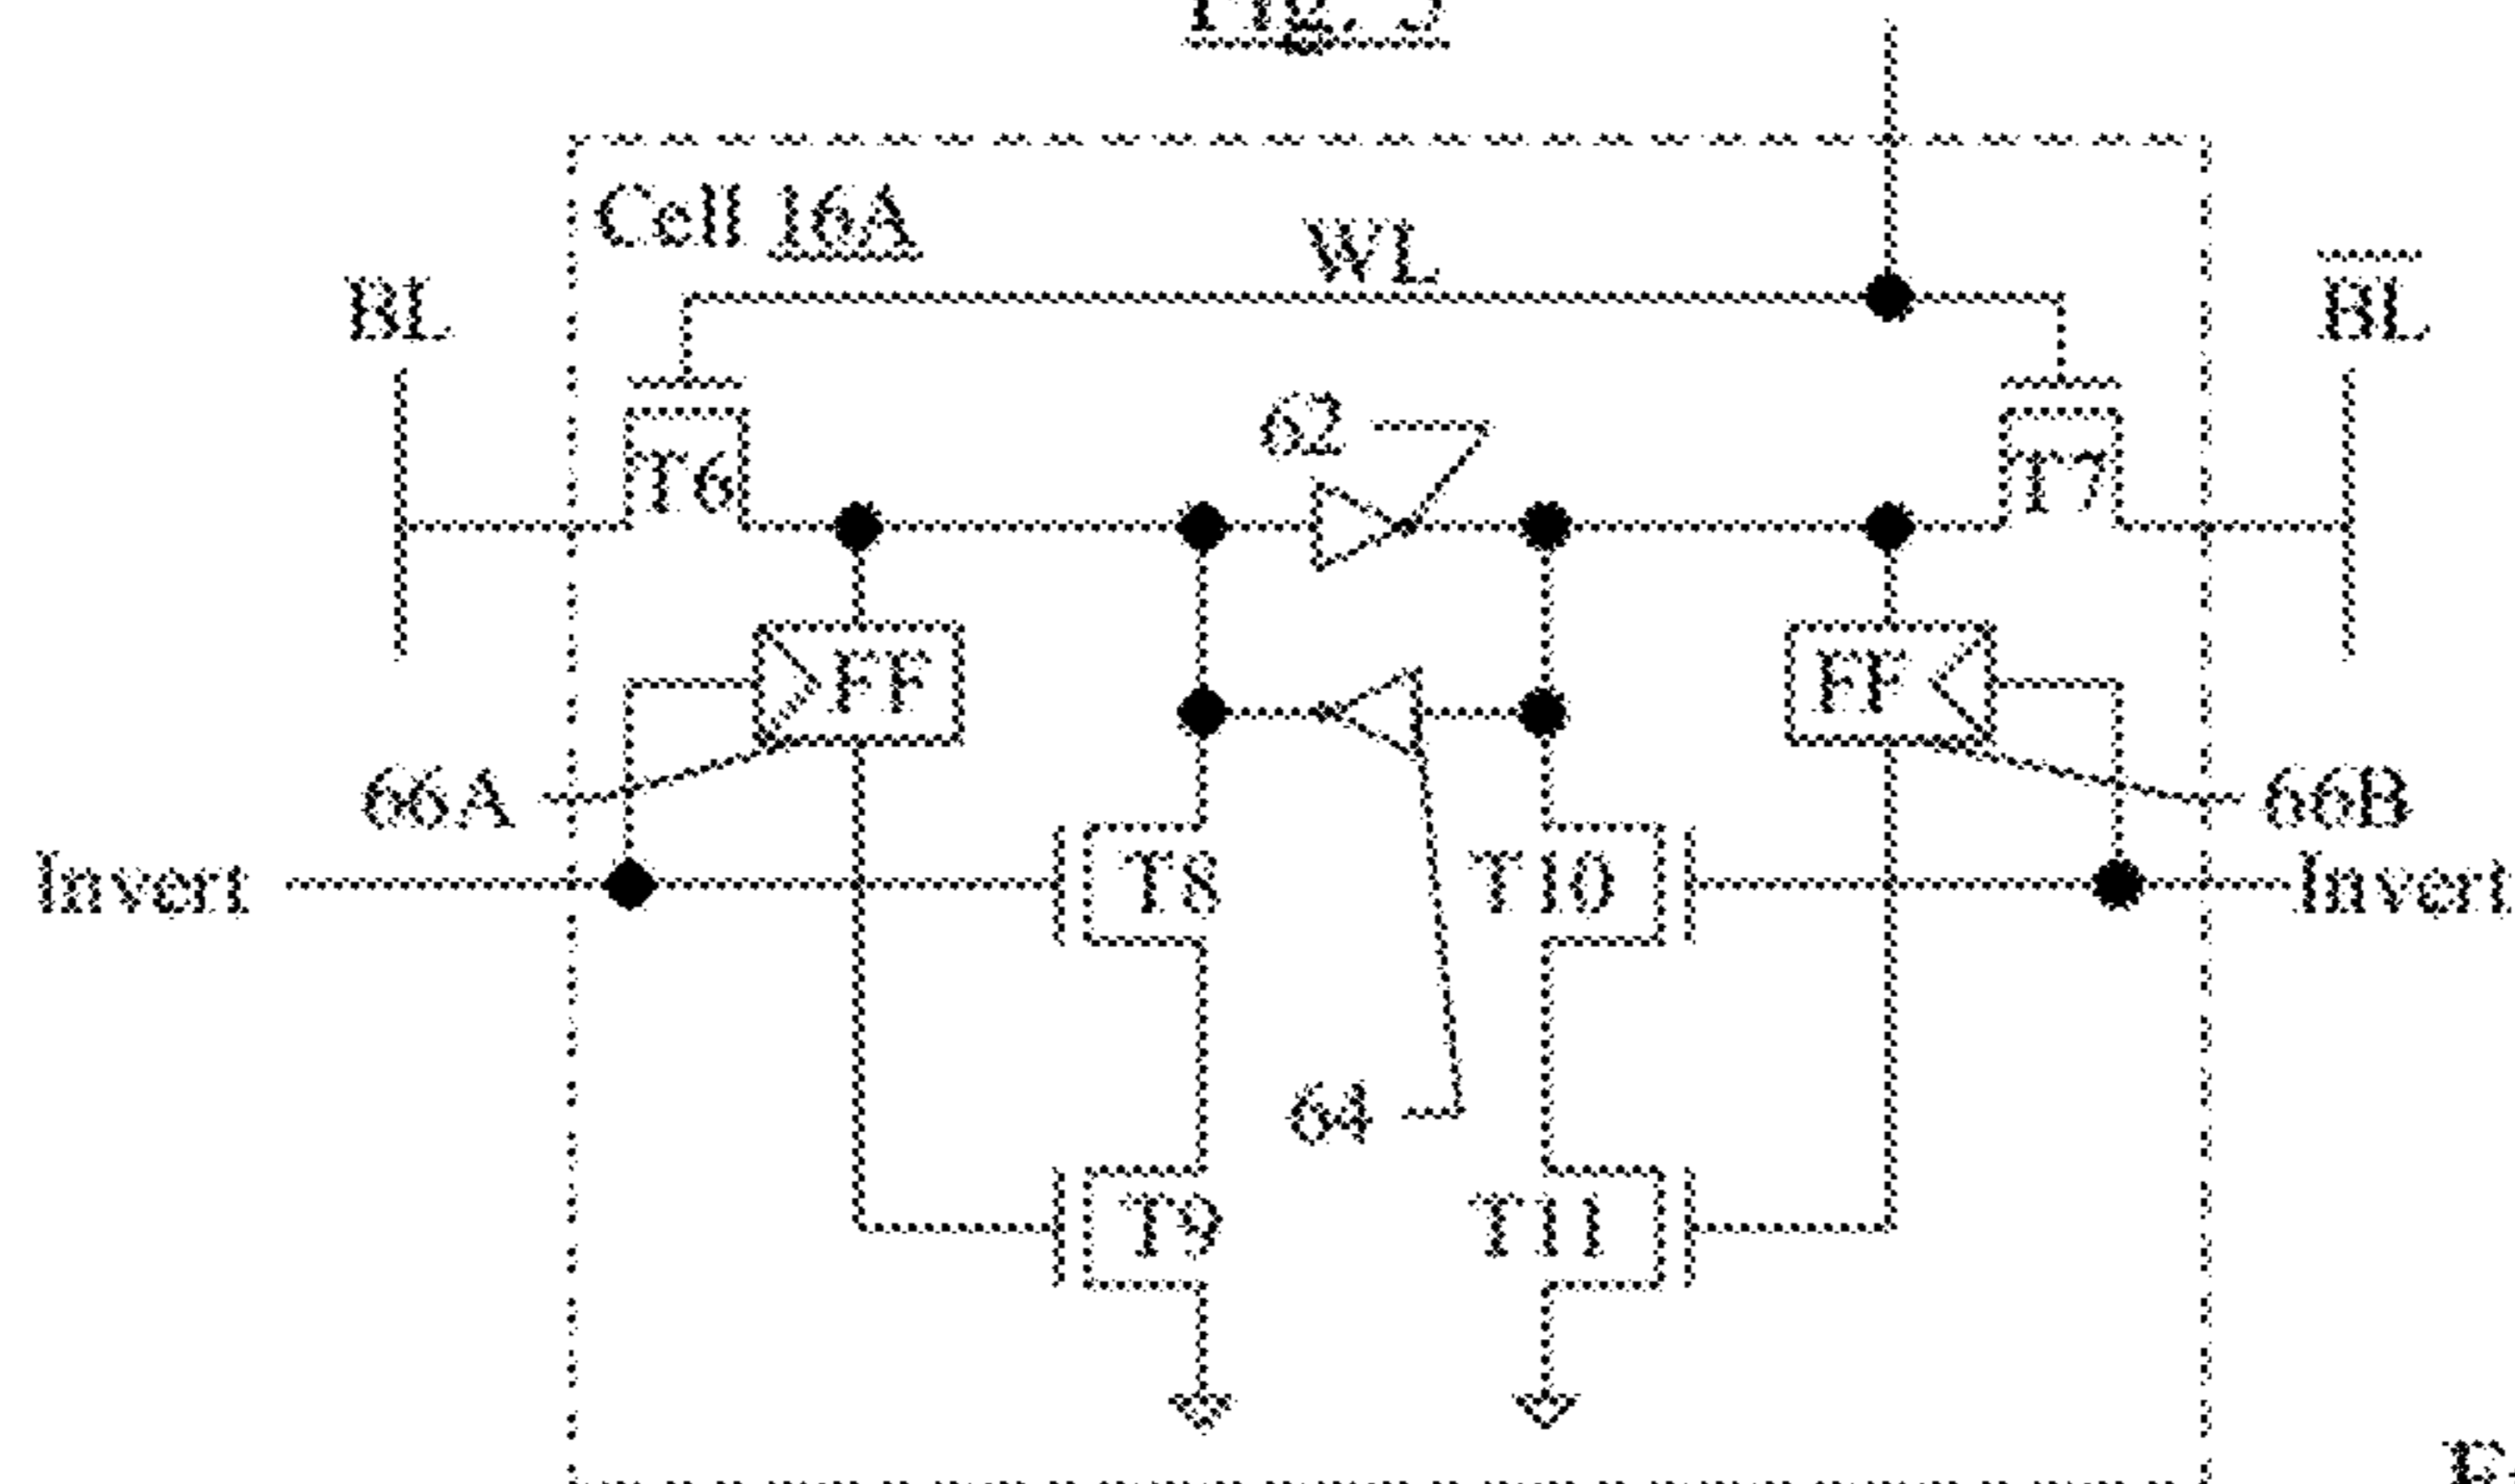 Cell 16A
WL
BL
BL
62
T6
T7
FF
FF
66A
66B
Invert
T8
T10
Invert
64
T9
T11